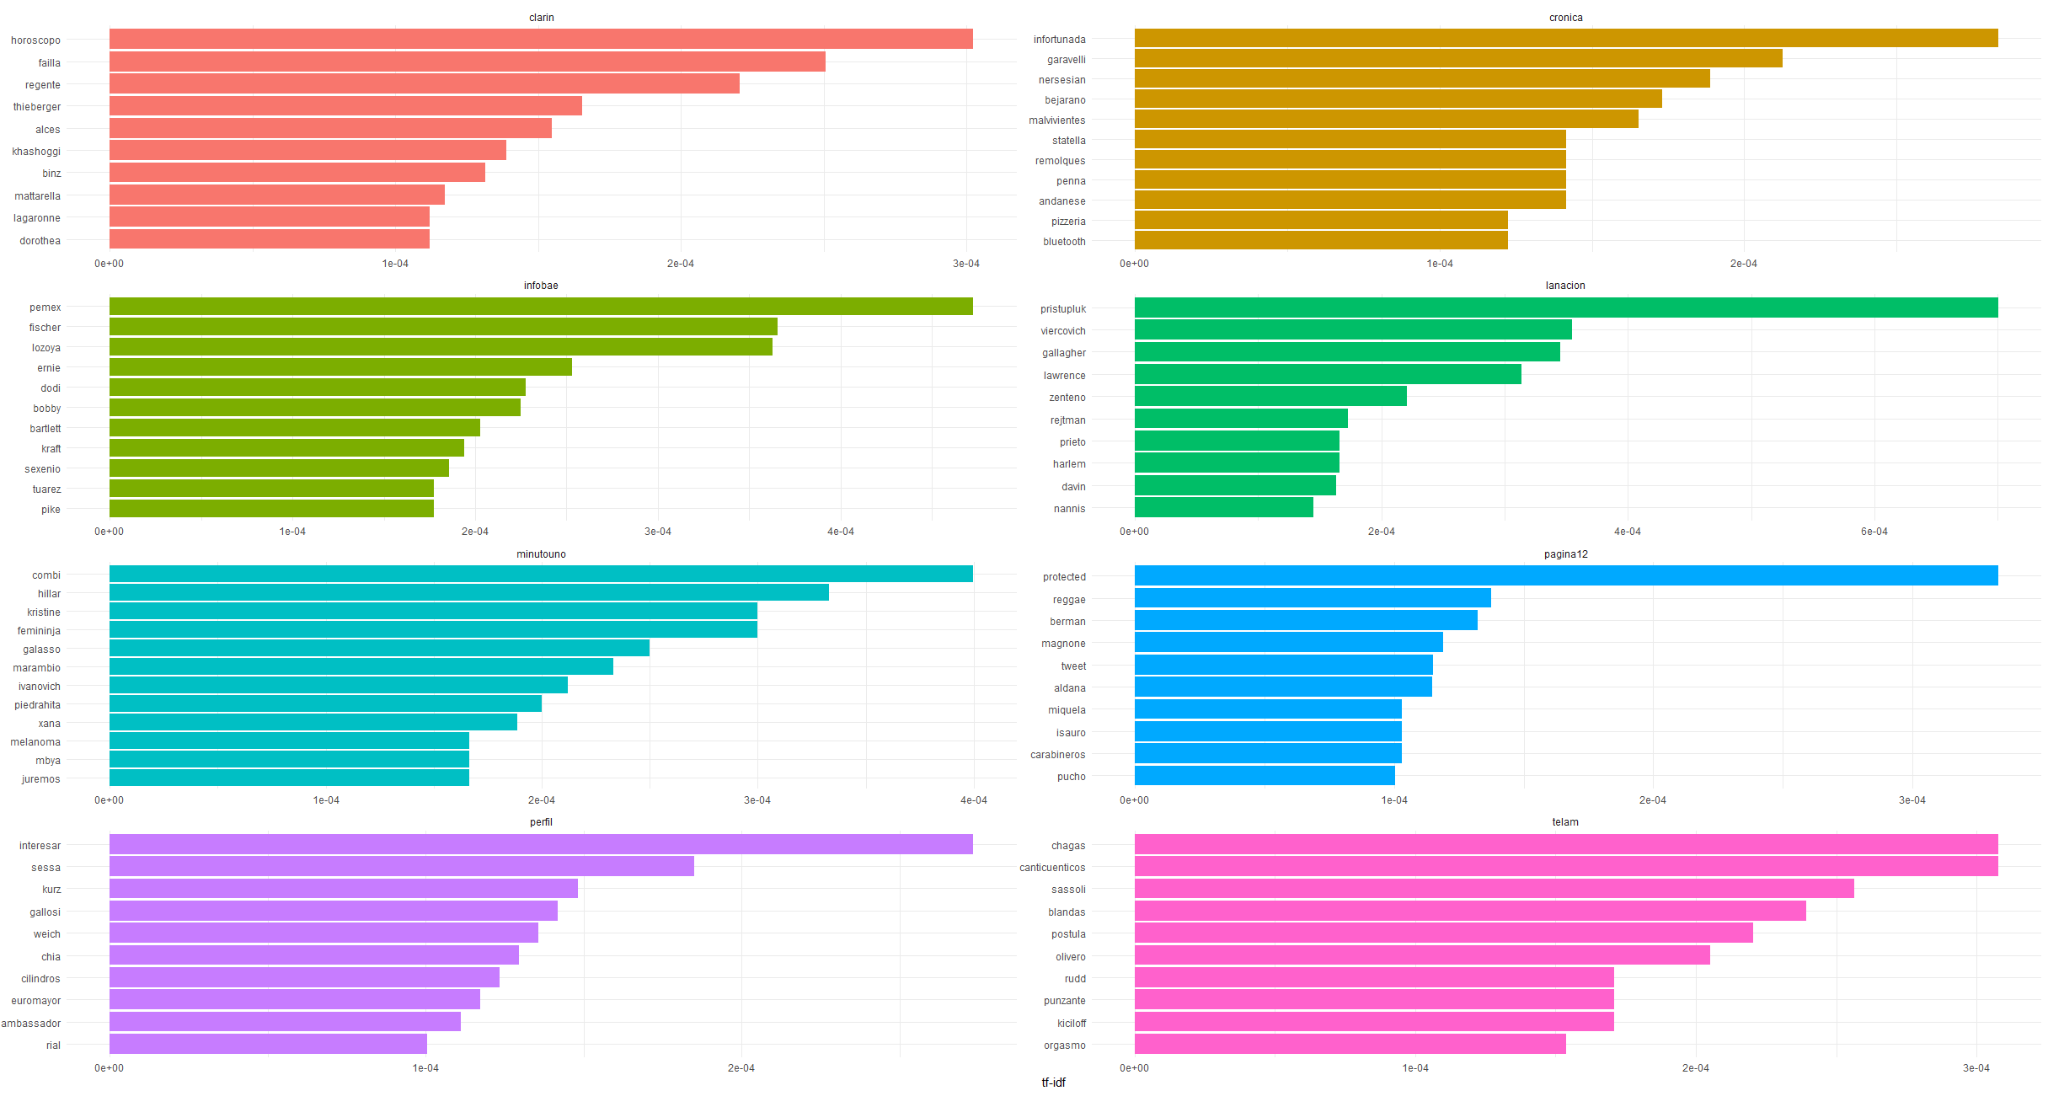 clarin
horoscopo
failla
regente
thieberger
alces
khashoggi
binz
mattarella
lagaronne
dorothea
0e+00 1e-04 2e-04 3e-04
cronica
infortunada
garavelli
nersesian
bejarano
malvivientes
statella
remolques
penna
andanese
pizzeria
bluetooth
0e+00 1e-04 2e-04
infobae
pemex
fischer
lozoya
ernie
dodi
bobby
bartlett
kraft
sexenio
tuarez
pike
0e+00 1e-04 2e-04 3e-04 4e-04
lanacion
pristupluk
viercovich
gallagher
lawrence
zenteno
rejtman
prieto
harlem
davin
nannis
0e+00 2e-04 4e-04 6e-04
minutouno
combi
hillar
kristine
femininja
galasso
marambio
ivanovich
piedrahita
xana
melanoma
mbya
juremos
0e+00 1e-04 2e-04 3e-04 4e-04
pagina12
protected
reggae
berman
magnone
tweet
aldana
miquela
isauro
carabineros
pucho
0e+00 1e-04 2e-04 3e-04
perfil
interesar
sessa
kurz
gallosi
weich
chia
cilindros
euromayor
ambassador
rial
0e+00 1e-04 2e-04
telam
chagas
canticuenticos
sassoli
blandas
postula
olivero
rudd
punzante
kiciloff
orgasmo
0e+00 1e-04 2e-04 3e-04
tf-idf